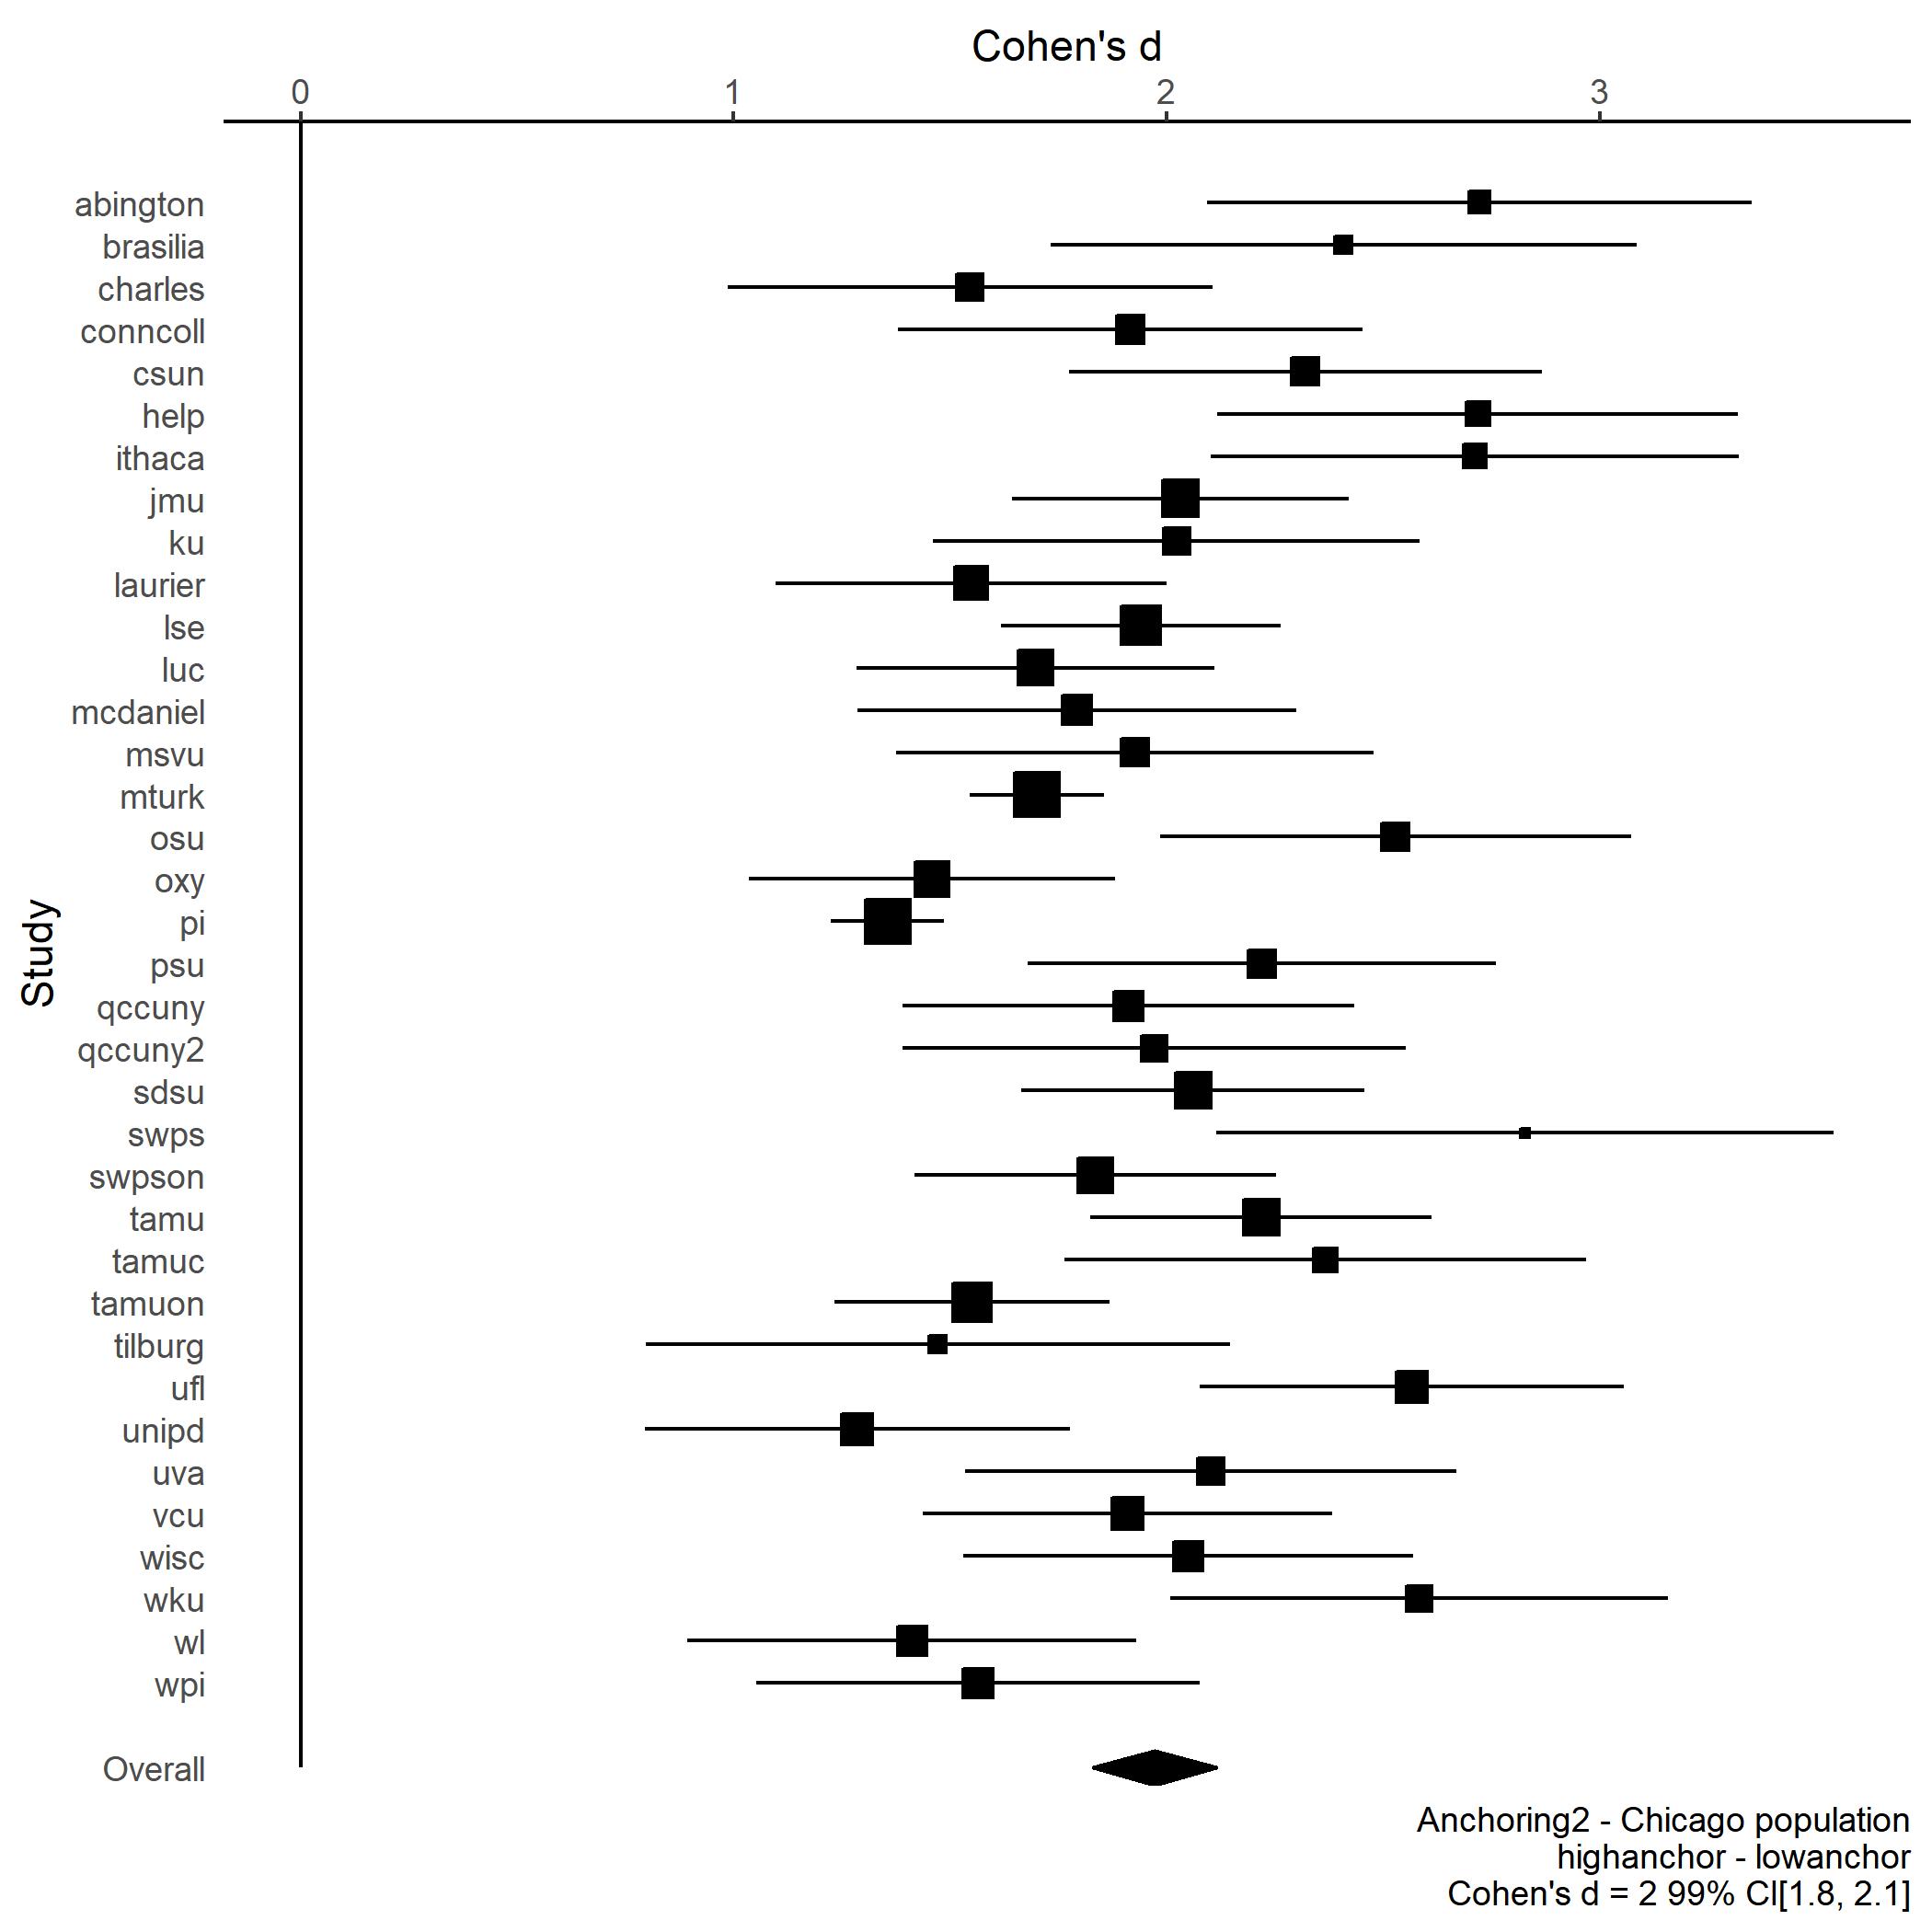 Cohen's d
0 1 2 3
abington
brasilia
charles
conncoll
csun
help
ithaca
jmu
ku
laurier
lse
luc
mcdaniel
msvu
mturk
osu
oxy
pi
psu
qccuny
qccuny2
sdsu
swps
swpson
tamu
tamuc
tamuon
tilburg
ufl
unipd
uva
vcu
wisc
wku
wl
wpi
Overall
Study
Anchoring2 - Chicago population
highanchor - lowanchor
Cohen's d = 2 99% CI[1.8, 2.1]